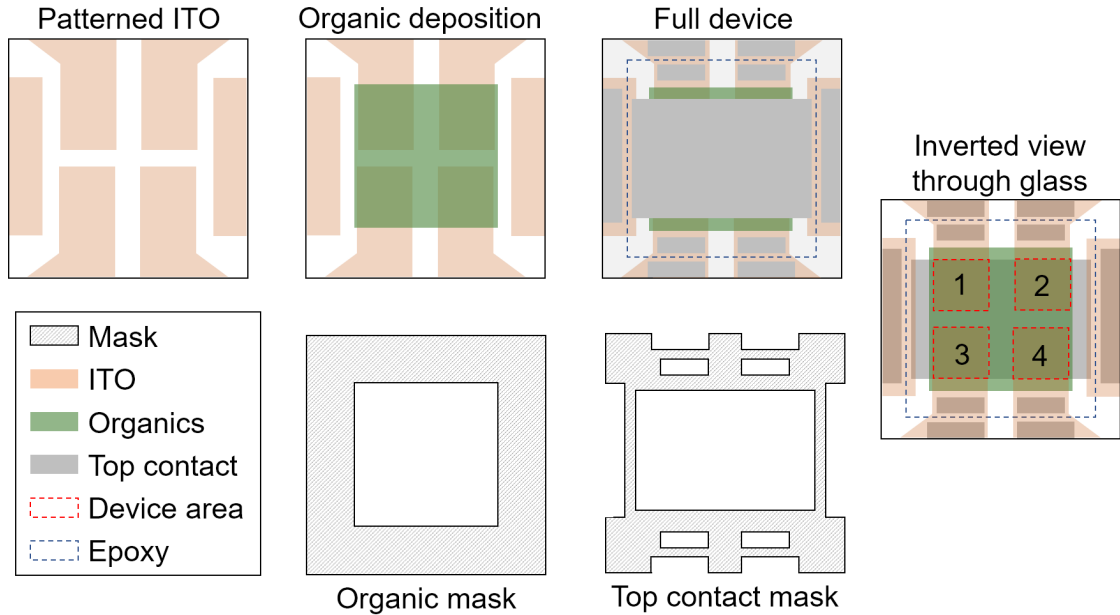 Patterned ITO
Organic deposition
Full device
Inverted view
through glass
1
2
3
4
Mask
ITO
Organics
Top contact
Device area
Epoxy
Organic mask
Top contact mask